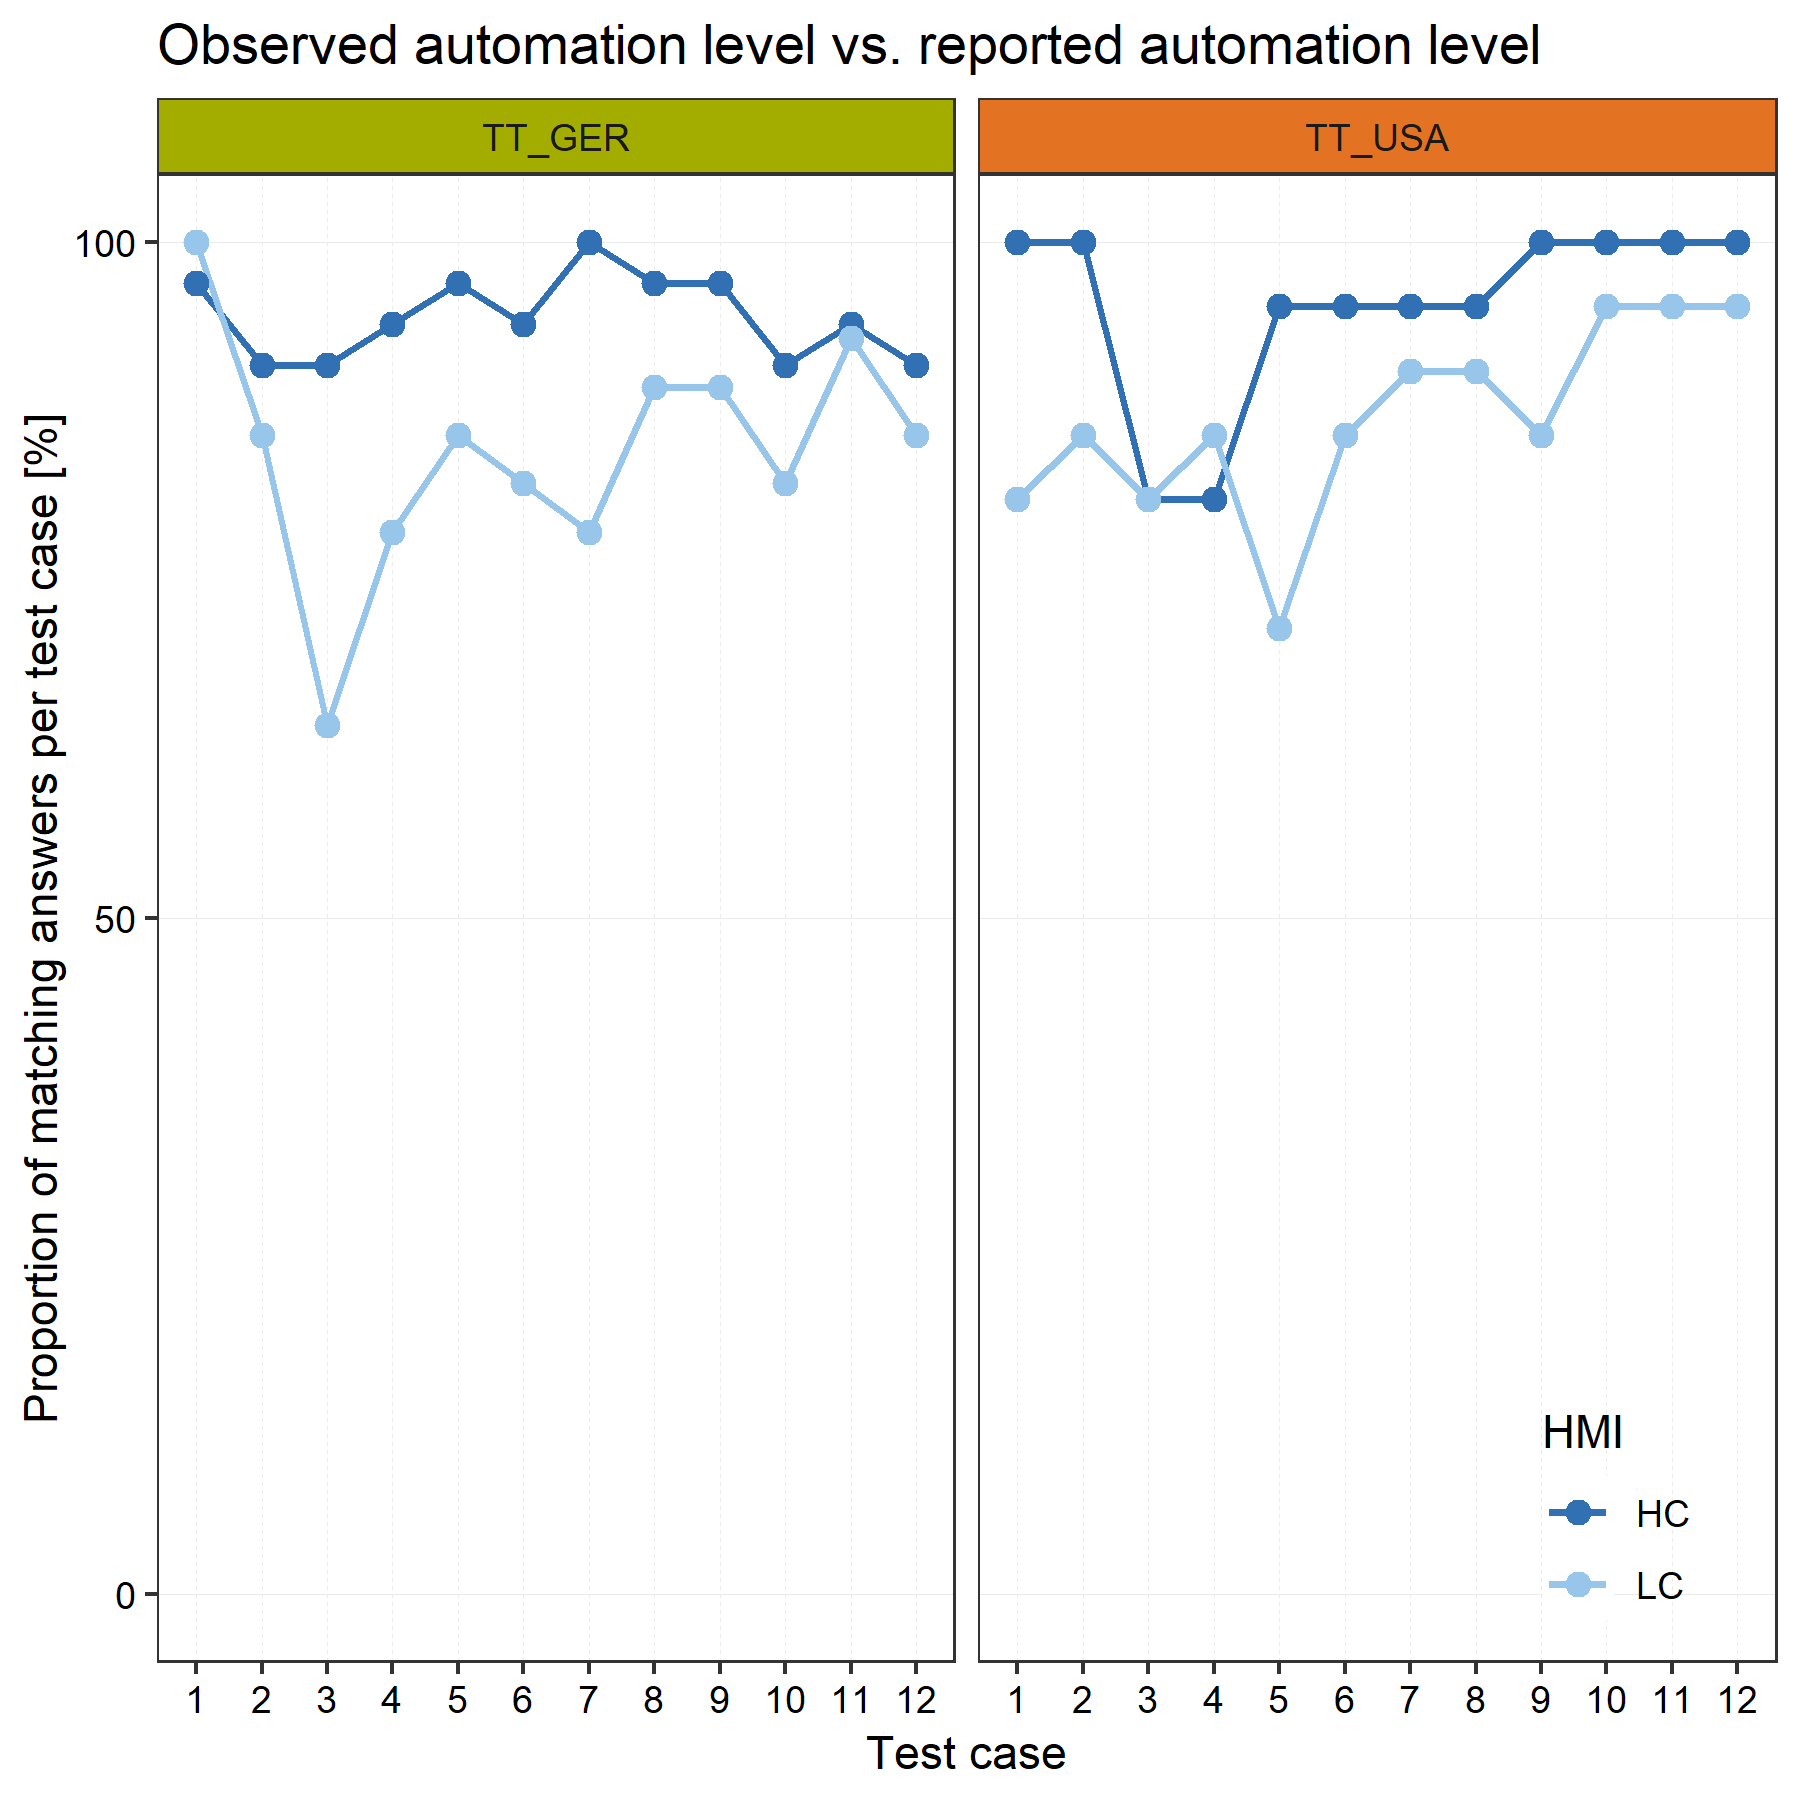 Observed automation level vs. reported automation level
TT_GER
TT_USA
Proportion of matching answers per test case [%]
100
50
0
HMI
HC
LC
1 2 3 4 5 6 7 8 9 10 11 12
1 2 3 4 5 6 7 8 9 10 11 12
Test case